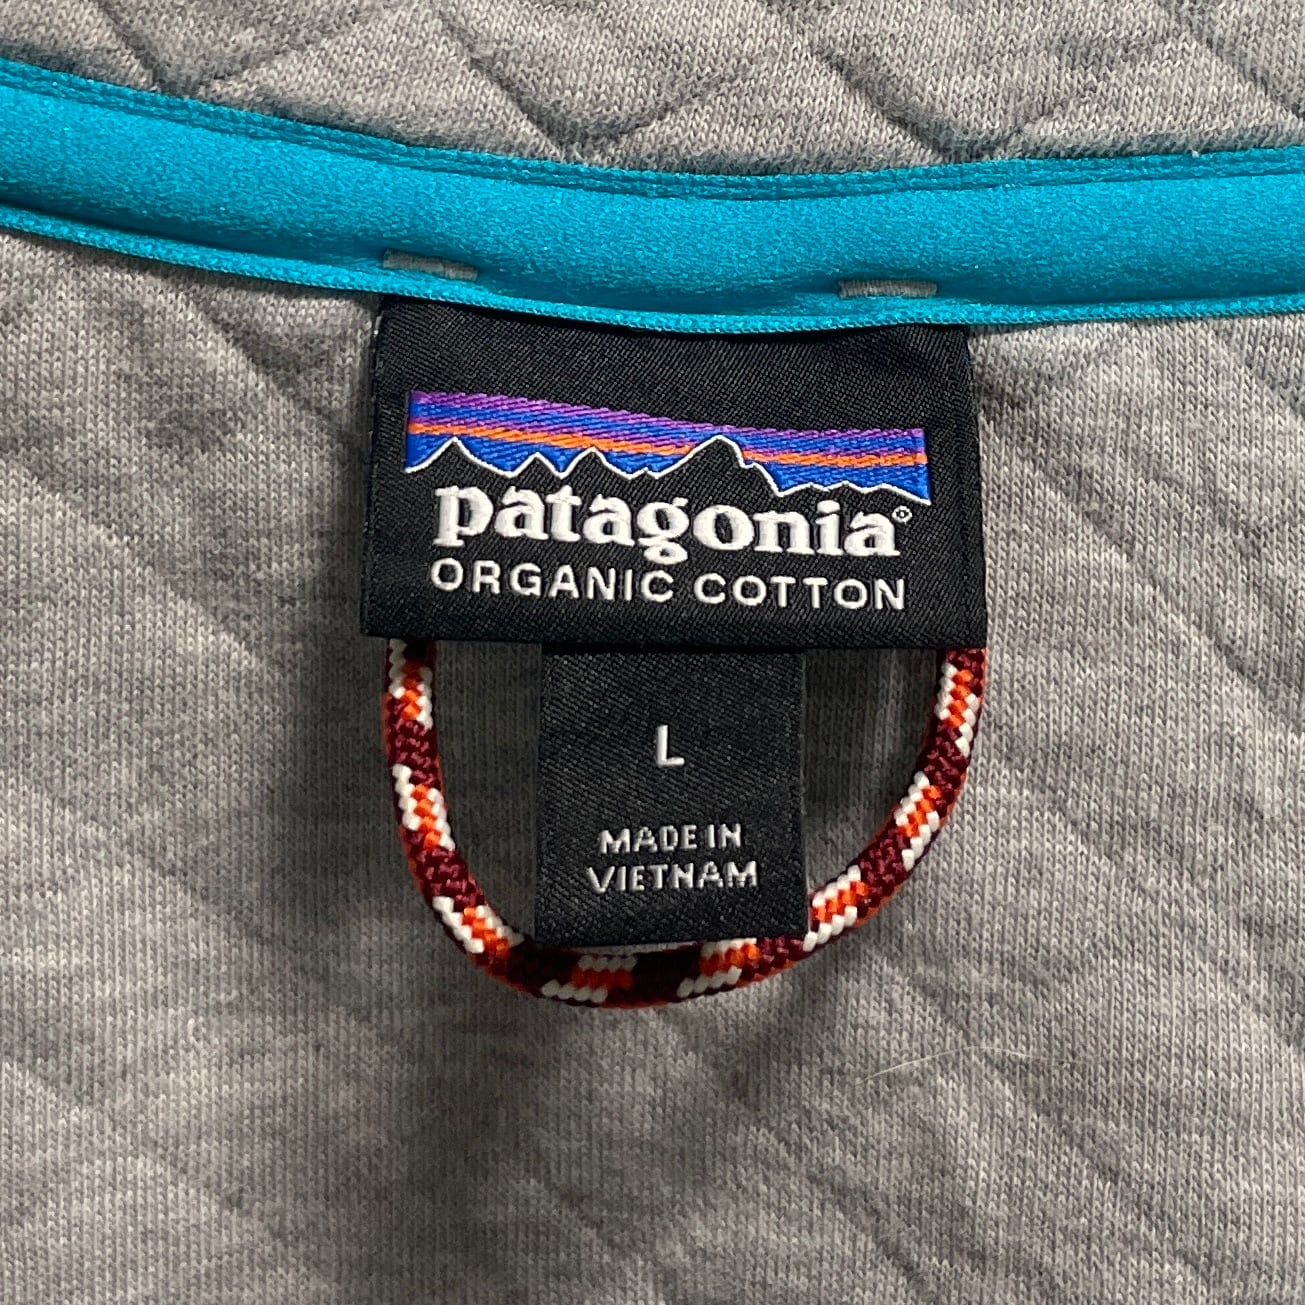 patagonia®
ORGANIC COTTON
L
MADE IN
VIETNAM